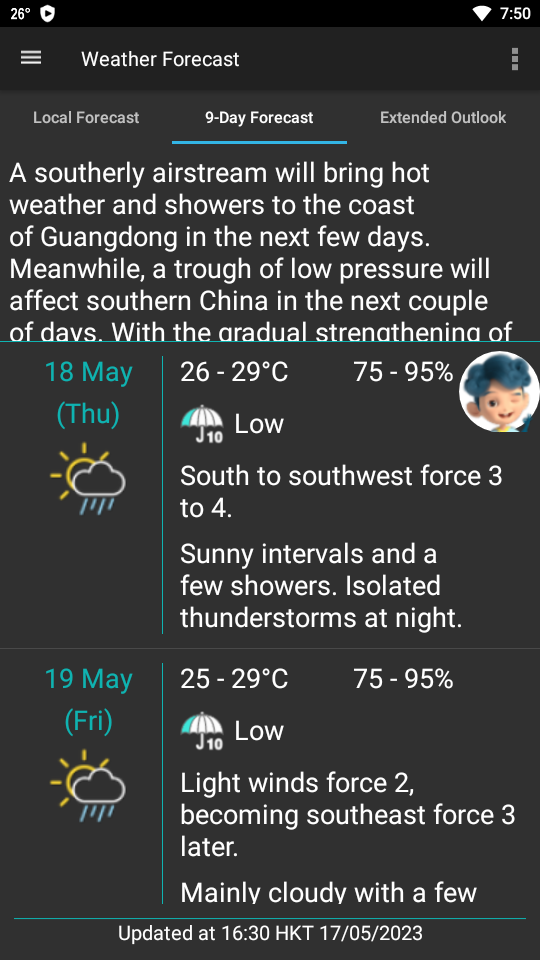 26° 7:50
Weather Forecast
Local Forecast 9-Day Forecast Extended Outlook
A southerly airstream will bring hot
weather and showers to the coast
of Guangdong in the next few days.
Meanwhile, a trough of low pressure will
affect southern China in the next couple
of days. With the gradual strengthening of
18 May 26 - 29°C 75 - 95%
(Thu)
10 Low
South to southwest force 3
to 4.
Sunny intervals and a
few showers. Isolated
thunderstorms at night.
19 May 25 - 29°C 75 - 95%
(Fri)
10 Low
Light winds force 2,
becoming southeast force 3
later.
Mainly cloudy with a few
Updated at 16:30 HKT 17/05/2023